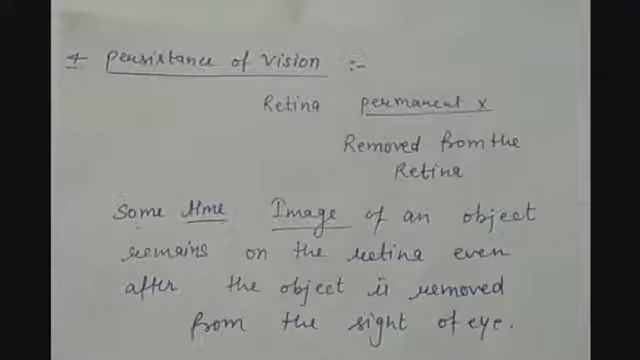 4 Persistance of Vision :-
Retina permanent x
Removed from the
Retina
Some time Image of an object
remains on the retina even
after the object is removed
from the sight of eye.